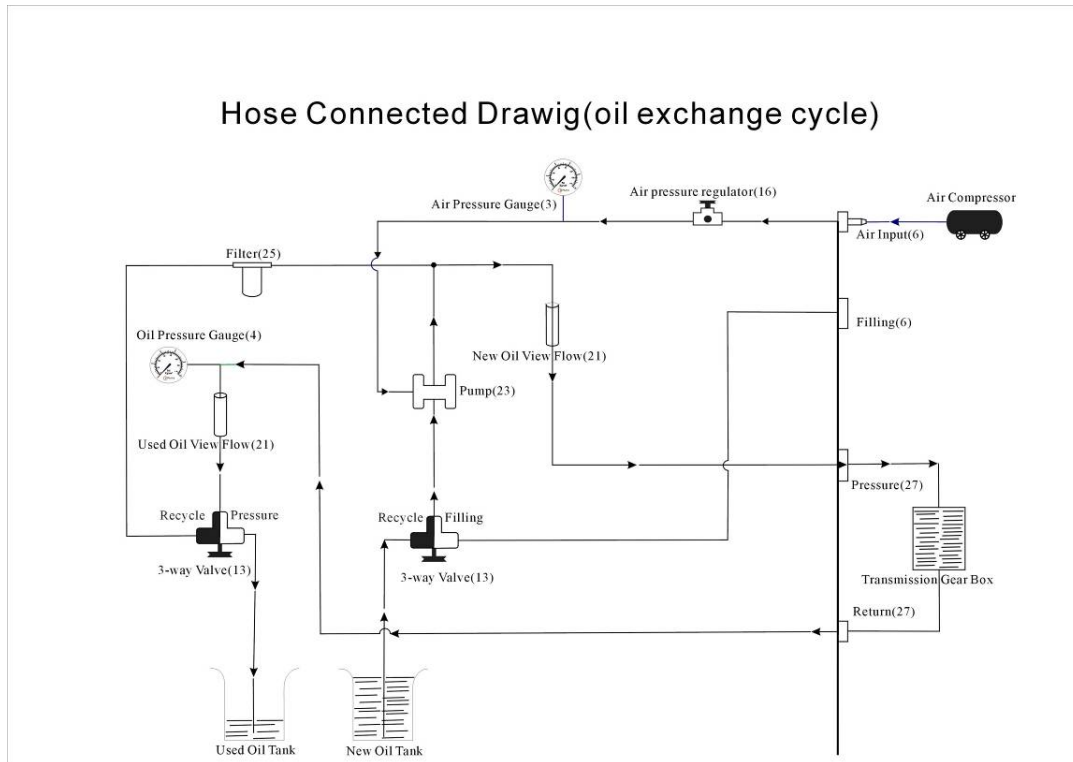 Hose Connected Drawig(oil exchange cycle)
Air Pressure Gauge(3)
Air pressure regulator(16)
Air Compressor
Air Input(6)
Filter(25)
Oil Pressure Gauge(4)
New Oil View Flow(21)
Filling(6)
Pump(23)
Used Oil View Flow(21)
Pressure(27)
Recycle Pressure
Recycle Filling
3-way Valve(13)
3-way Valve(13)
Transmission Gear Box
Return(27)
Used Oil Tank
New Oil Tank